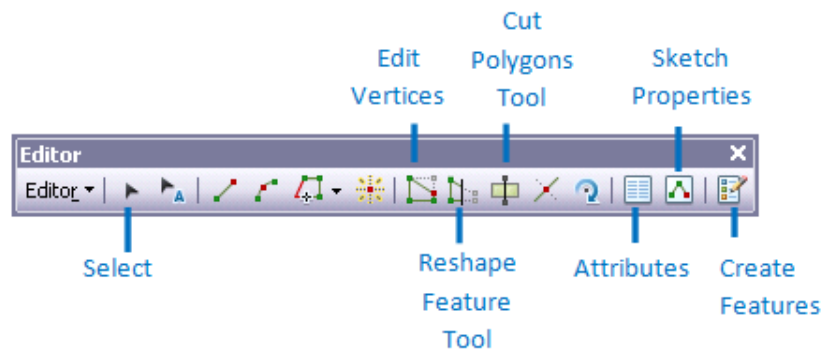 Cut
Edit Polygons Sketch
Vertices Tool Properties
Editor
Editor
A
Select Reshape Attributes Create
Feature Features
Tool